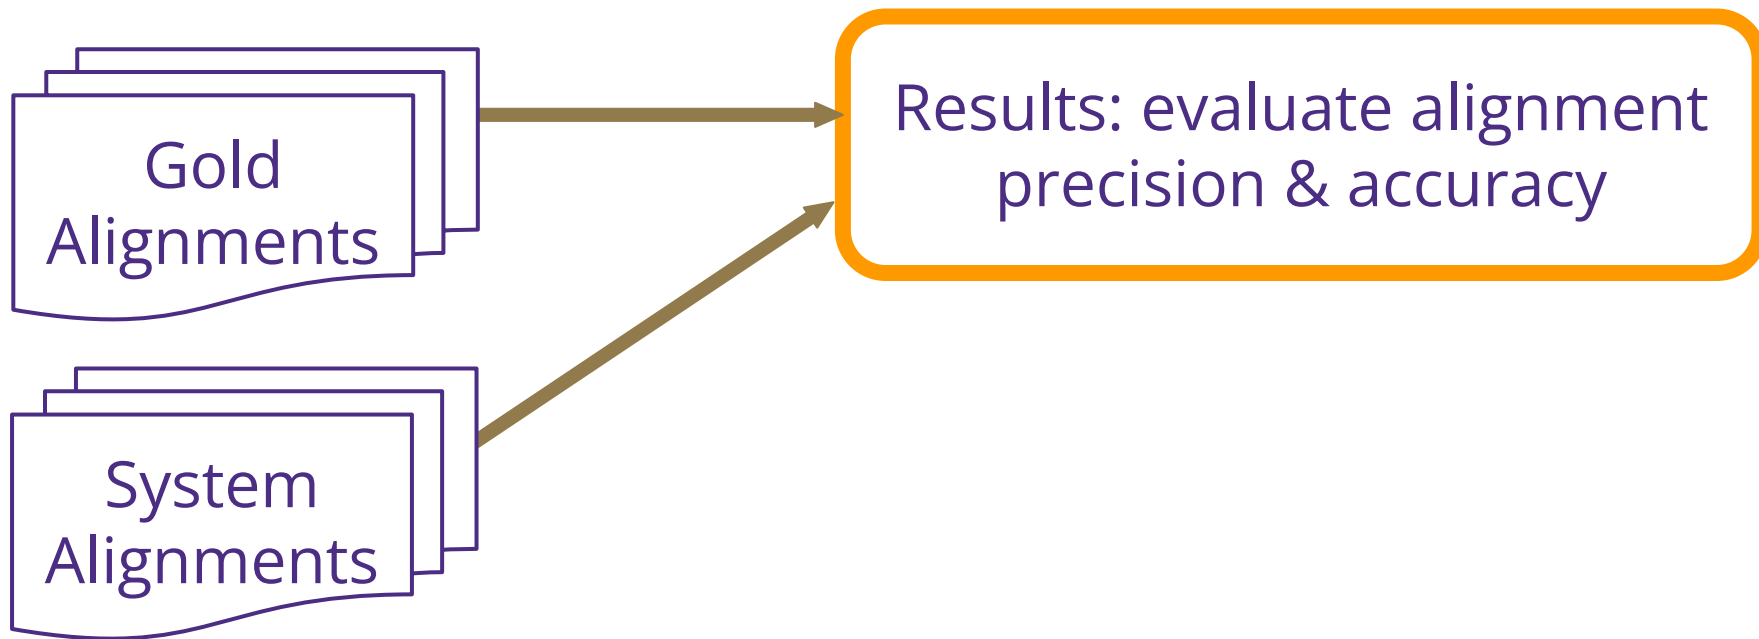 Gold
Alignments
Results: evaluate alignment
precision & accuracy
System
Alignments